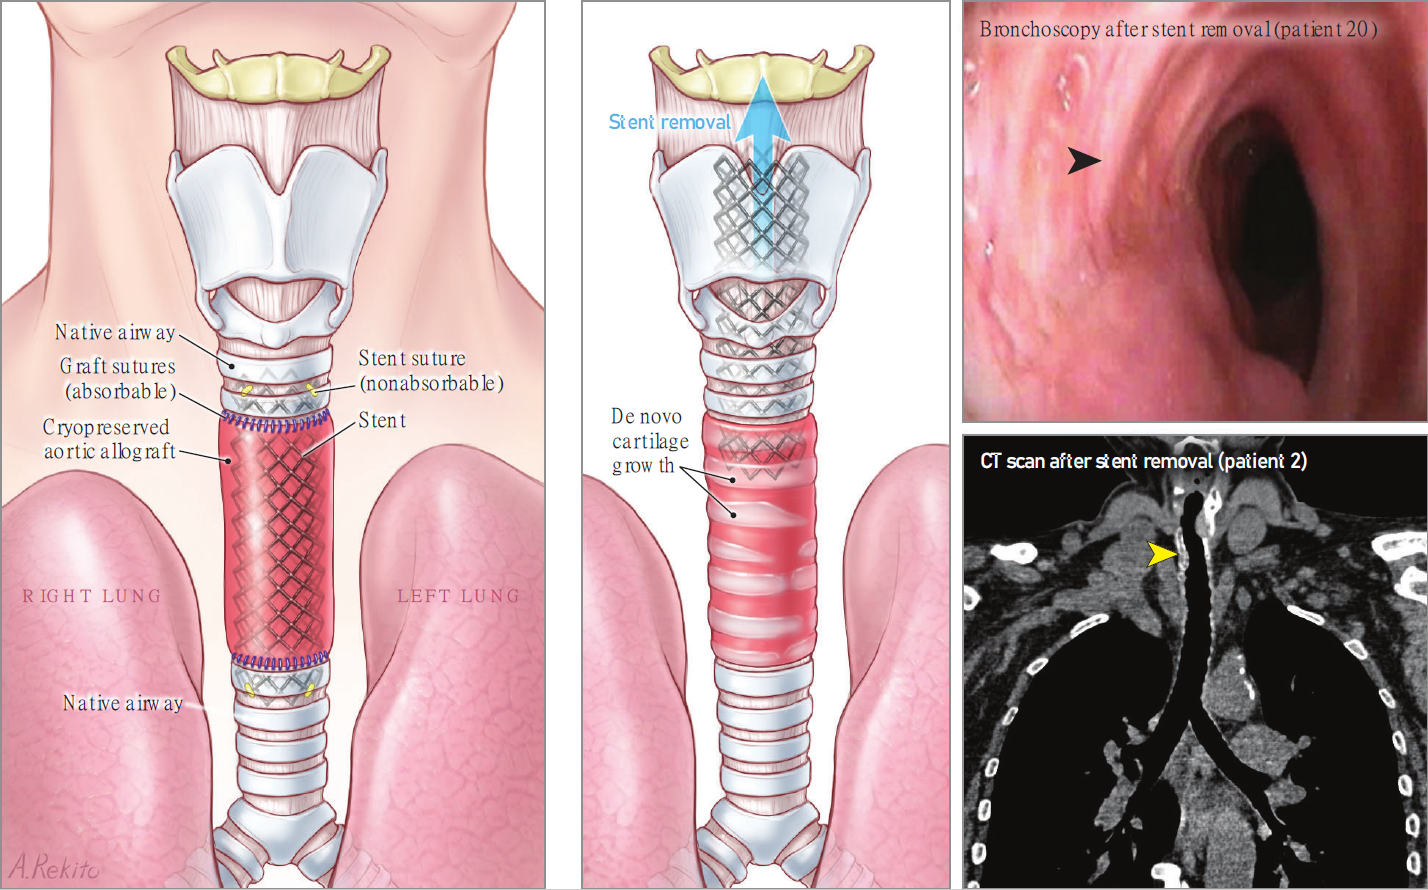 Native airway
Graft sutures
(absorbable)
Cryopreserved
aortic allograft
Stent suture
(nonabsorbable)
Stent
RIGHT LUNG
LEFT LUNG
Native airway
A.Rekito
Stent removal
De novo
cartilage
growth
Bronchoscopy after stent removal (patient 20)
CT scan after stent removal (patient 2)